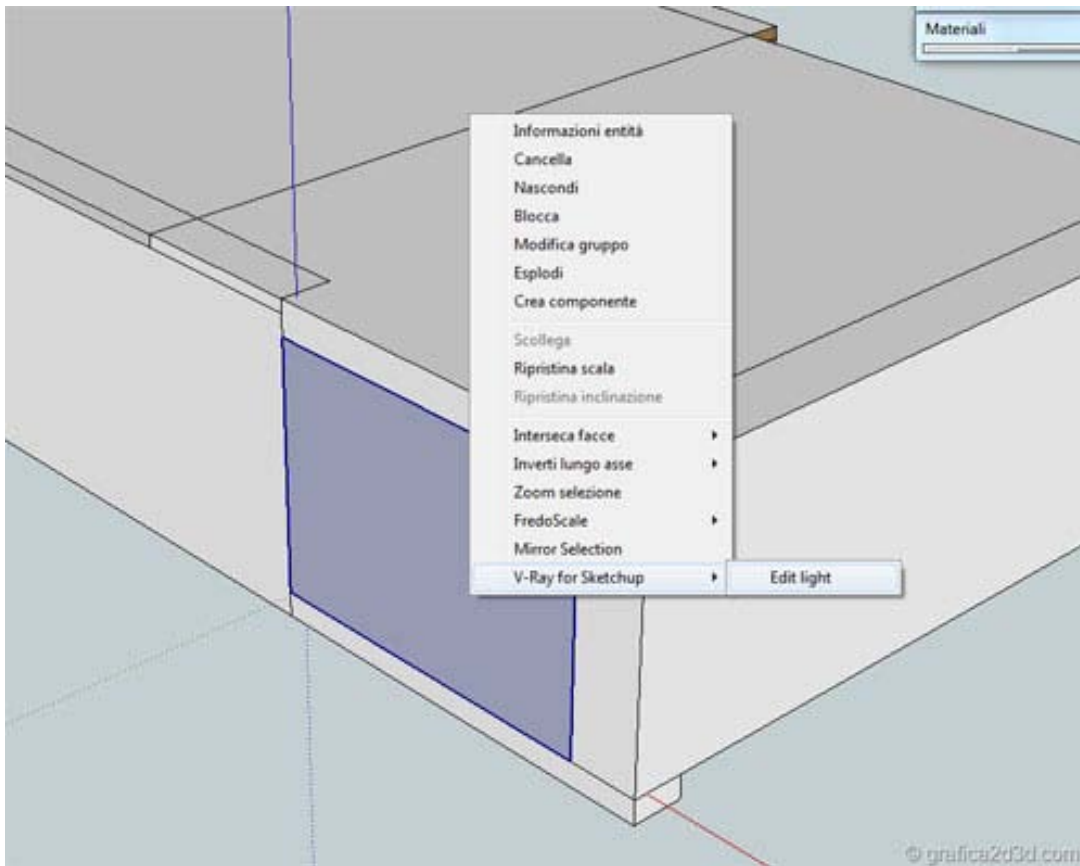 Materiali
Informazioni entità
Cancella
Nascondi
Blocca
Modifica gruppo
Esplodi
Crea componente
Scollega
Ripristina scala
Ripristina inclinazione
Interseca facce
Inverti lungo asse
Zoom selezione
FredoScale
Mirror Selection
V-Ray for Sketchup
Edit light
© grafica2d3d.com